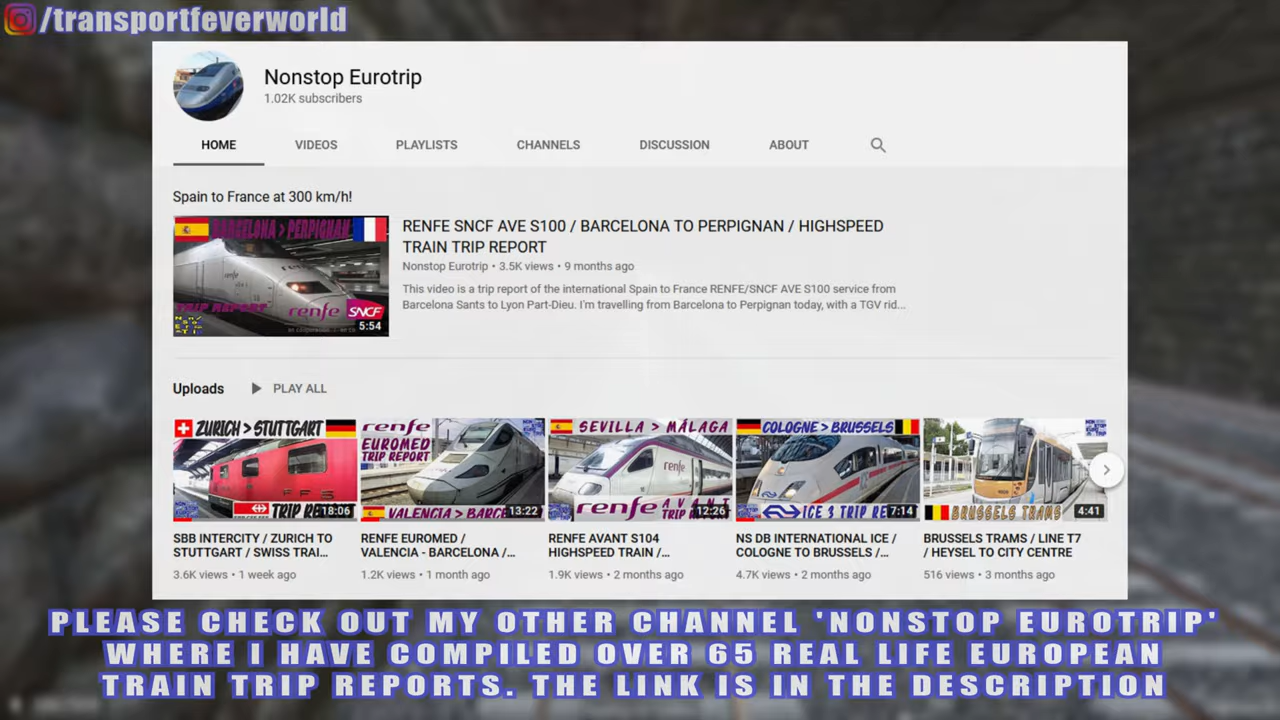 /transportfeverworld
Nonstop Eurotrip
1.02K subscribers
HOME VIDEOS PLAYLISTS CHANNELS DISCUSSION ABOUT
Spain to France at 300 km/h!
BARCELONA > PERPIGNAN
renfe
TRIP REPORT
renfe SNCF
5:54
RENFE SNCF AVE S100 / BARCELONA TO PERPIGNAN / HIGHSPEED
TRAIN TRIP REPORT
Nonstop Eurotrip • 3.5K views • 9 months ago
This video is a trip report of the international Spain to France RENFE/SNCF AVE S100 service from
Barcelona Sants to Lyon Part-Dieu. I'm travelling from Barcelona to Perpignan today, with a TGV rid...
Uploads PLAY ALL
ZURICH > STUTTGART
TRIP RE
18:06
SBB INTERCITY / ZURICH TO
STUTTGART / SWISS TRAI...
3.6K views • 1 week ago
renfe
EUROMED
TRIP REPORT
VALENCIA > BARCE
13:22
RENFE EUROMED /
VALENCIA - BARCELONA /...
1.2K views • 1 month ago
SEVILLA > MÁLAGA
renfe
renfe AVANT
TRIP
12:26
RENFE AVANT S104
HIGHSPEED TRAIN /...
1.9K views • 2 months ago
COLOGNE > BRUSSELS
ICE
ICE 3 TRIP RE
7:14
NS DB INTERNATIONAL ICE /
COLOGNE TO BRUSSELS /...
4.7K views • 2 months ago
BRUSSELS TRAMS
4:41
BRUSSELS TRAMS / LINE T7
/ HEYSEL TO CITY CENTRE
516 views • 3 months ago
PLEASE CHECK OUT MY OTHER CHANNEL 'NONSTOP EUROTRIP'
WHERE I HAVE COMPILED OVER 65 REAL LIFE EUROPEAN
TRAIN TRIP REPORTS. THE LINK IS IN THE DESCRIPTION